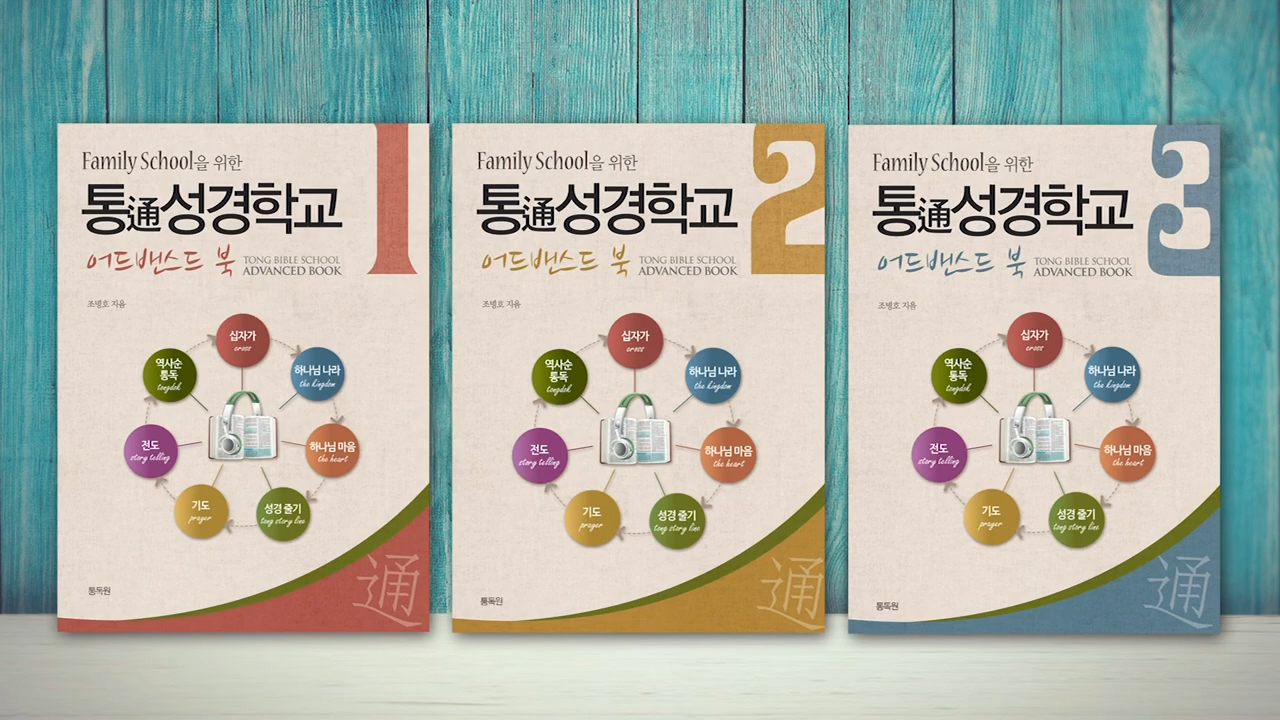 Family School을 위한
통通성경학교
어드밴스드 북
TONG BIBLE SCHOOL
ADVANCED BOOK
1
조병호 지음
십자가
cross
하나님 나라
the kingdom
하나님 마음
the heart
성경 줄기
tong story line
기도
prayer
전도
story telling
역사순
통독
tongdok
통독원
通
Family School을 위한
통通성경학교
어드밴스드 북
TONG BIBLE SCHOOL
ADVANCED BOOK
2
조병호 지음
십자가
cross
하나님 나라
the kingdom
하나님 마음
the heart
성경 줄기
tong story line
기도
prayer
전도
story telling
역사순
통독
tongdok
통독원
通
Family School을 위한
통通성경학교
어드밴스드 북
TONG BIBLE SCHOOL
ADVANCED BOOK
3
조병호 지음
십자가
cross
하나님 나라
the kingdom
하나님 마음
the heart
성경 줄기
tong story line
기도
prayer
전도
story telling
역사순
통독
tongdok
통독원
通